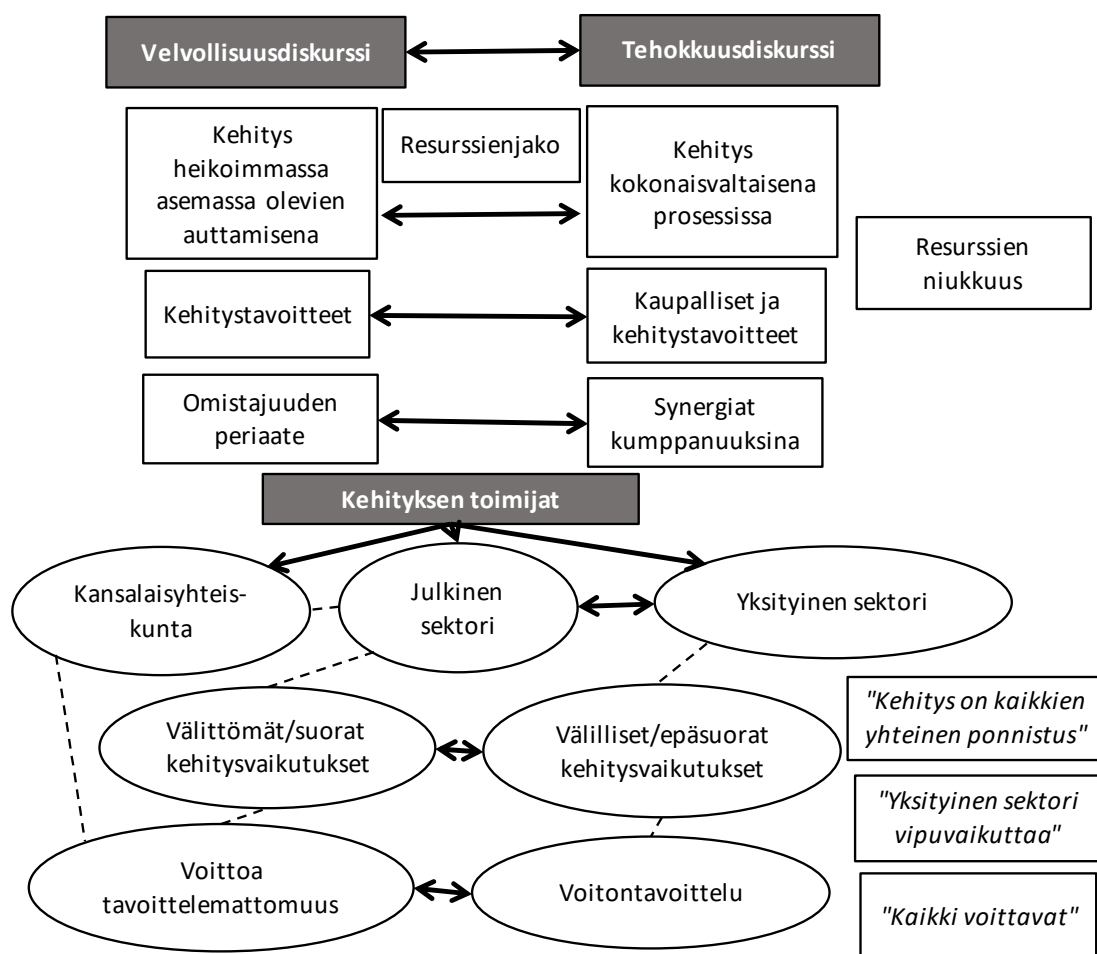 Velvollisuusdiskurssi
Tehokkuusdiskurssi
Kehitys
heikoimmassa
asemassa olevien
auttamisena
Resurssienjako
Kehitys
kokonaisvaltaisena
prosessissa
Resurssien
niukkuus
Kehitystavoitteet
Kaupalliset ja
kehitystavoitteet
Omistajuuden
periaate
Synergiat
kumppanuuksina
Kehityksen toimijat
Kansalaisyhteis-
kunta
Julkinen
sektori
Yksityinen sektori
Välittömät/suorat
kehitysvaikutukset
Välilliset/epäsuorat
kehitysvaikutukset
"Kehitys on kaikkien
yhteinen ponnistus"
"Yksityinen sektori
vipuvaikuttaa"
Voittoa
tavoittelemattomuus
Voitontavoittelu
"Kaikki voittavat"